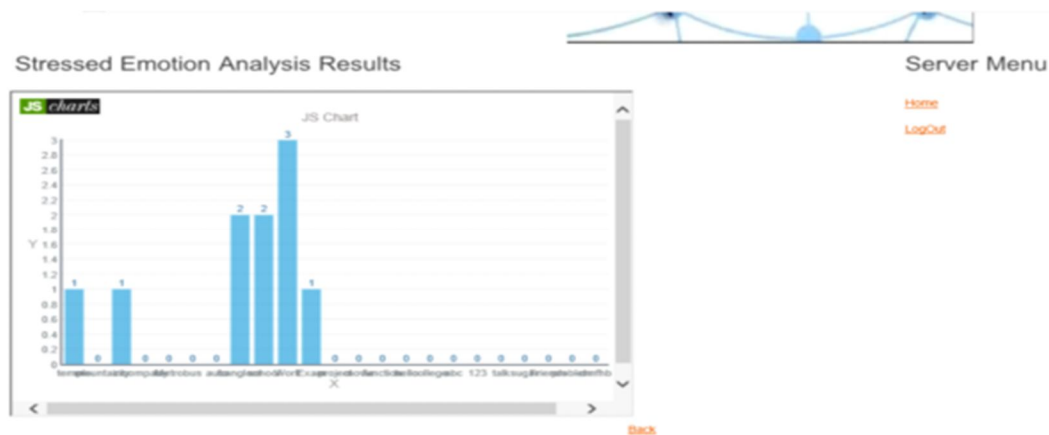 Stressed Emotion Analysis Results
Server Menu
Home
LogOut
JS charts
JS Chart
3
2.8
2.6
2.4
2.2
2
1.8
1.6
1.4
1.2
1
0.8
0.6
0.4
0.2
0
Y
1 0 1 0 0 0 0 2 2 3 1 0 0 0 0 0 0 0 0 0 0 0 0
Work Exam abc 123
X
Back